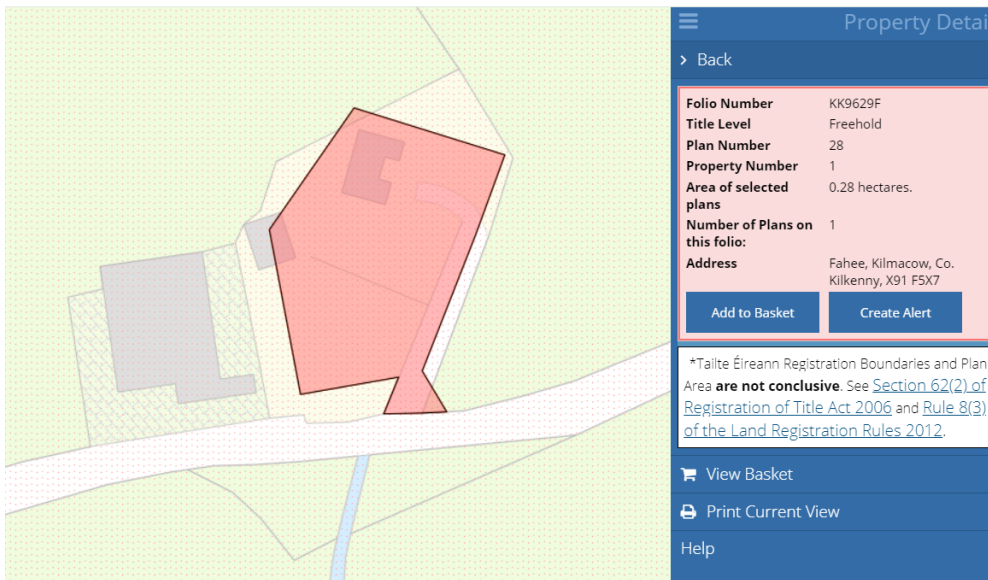 Property Detai
Back
Folio Number KK9629F
Title Level Freehold
Plan Number 28
Property Number 1
Area of selected 0.28 hectares.
plans
Number of Plans on 1
this folio:
Address Fahee, Kilmacow, Co.
Kilkenny, X91 F5X7
Add to Basket Create Alert
*Tailte Éireann Registration Boundaries and Plan
Area are not conclusive. See Section 62(2) of
Registration of Title Act 2006 and Rule 8(3)
of the Land Registration Rules 2012.
View Basket
Print Current View
Help